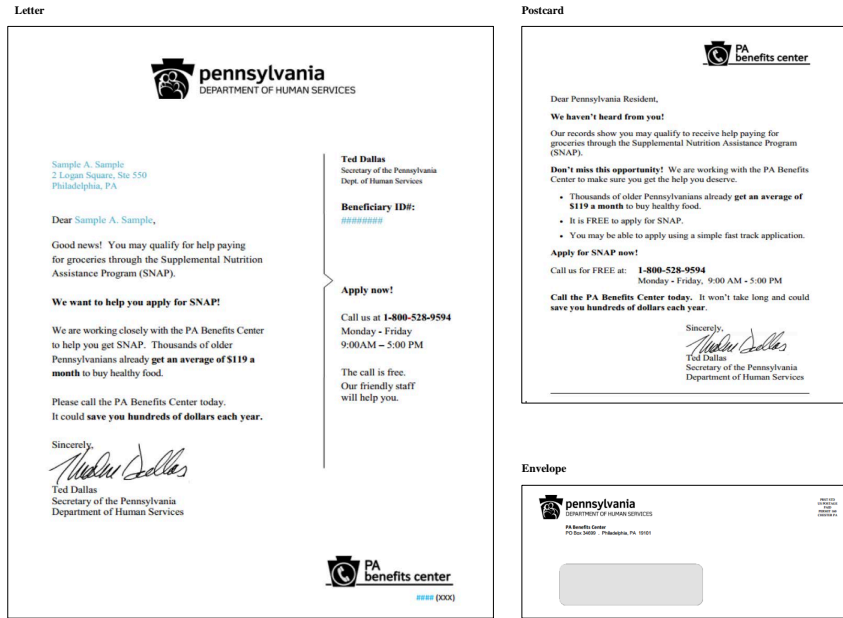 Letter
pennsylvania
DEPARTMENT OF HUMAN SERVICES
Sample A. Sample
2 Logan Square, Ste 550
Philadelphia, PA
Dear Sample A. Sample,
Good news! You may qualify for help paying
for groceries through the Supplemental Nutrition
Assistance Program (SNAP).
We want to help you apply for SNAP!
We are working closely with the PA Benefits Center
to help you get SNAP. Thousands of older
Pennsylvanians already get an average of $119 a
month to buy healthy food.
Please call the PA Benefits Center today.
It could save you hundreds of dollars each year.
Sincerely,
Ted Dallas
Secretary of the Pennsylvania
Department of Human Services
Ted Dallas
Secretary of the Pennsylvania
Dept. of Human Services
Beneficiary ID#:
########
Apply now!
Call us at 1-800-528-9594
Monday - Friday
9:00AM – 5:00 PM
The call is free.
Our friendly staff
will help you.
PA
benefits center
#### (XXX)
Postcard
PA
benefits center
Dear Pennsylvania Resident,
We haven't heard from you!
Our records show you may qualify to receive help paying for
groceries through the Supplemental Nutrition Assistance Program
(SNAP).
Don't miss this opportunity! We are working with the PA Benefits
Center to make sure you get the help you deserve.
• Thousands of older Pennsylvanians already get an average of
$119 a month to buy healthy food.
• It is FREE to apply for SNAP.
• You may be able to apply using a simple fast track application.
Apply for SNAP now!
Call us for FREE at: 1-800-528-9594
Monday - Friday, 9:00 AM - 5:00 PM
Call the PA Benefits Center today. It won't take long and could
save you hundreds of dollars each year.
Sincerely,
Ted Dallas
Secretary of the Pennsylvania
Department of Human Services
Envelope
pennsylvania
DEPARTMENT OF HUMAN SERVICES
PA Benefits Center
PO Box 34699 . Philadelphia, PA 19101